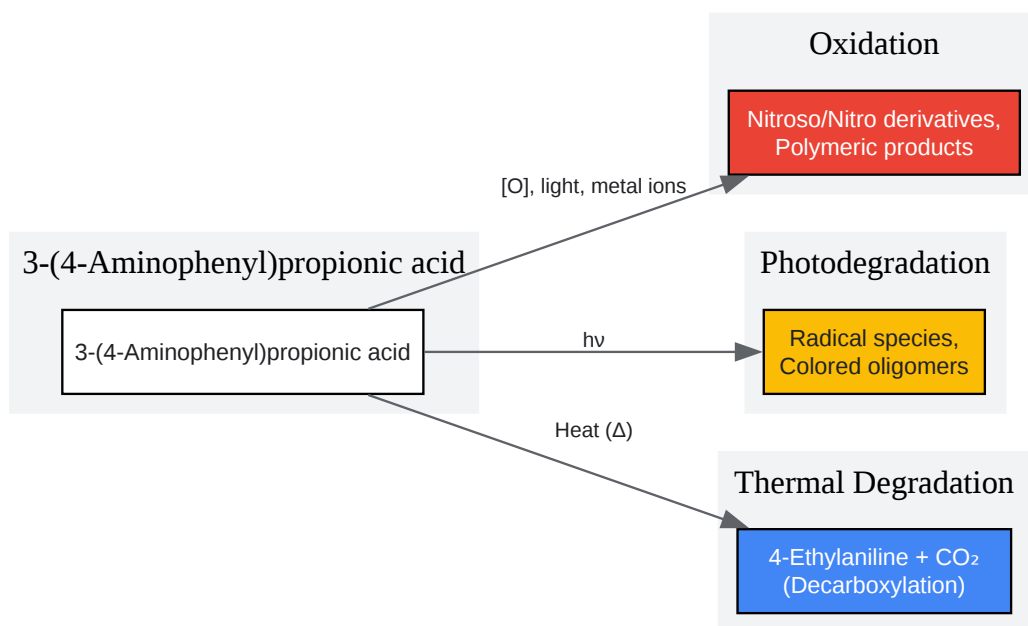 Oxidation
Nitroso/Nitro derivatives,
Polymeric products
[O], light, metal ions
3-(4-Aminophenyl)propionic acid
3-(4-Aminophenyl)propionic acid
Photodegradation
hν
Radical species,
Colored oligomers
Heat (Δ)
Thermal Degradation
4-Ethylaniline + CO₂
(Decarboxylation)